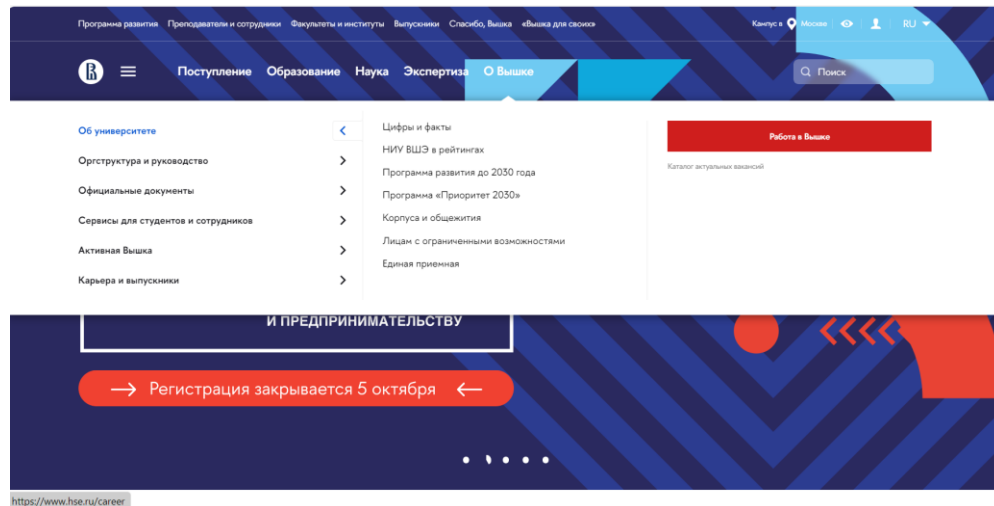 Программа развития Преподаватели и сотрудники Факультеты и институты Выпускники Спасибо, Вышка «Вышка для своих» Кампус в Москве RU
Поступление Образование Наука Экспертиза О Вышке Поиск
Об университете
Оргструктура и руководство
Официальные документы
Сервисы для студентов и сотрудников
Активная Вышка
Карьера и выпускники
Цифры и факты
НИУ ВШЭ в рейтингах
Программа развития до 2030 года
Программа «Приоритет 2030»
Корпуса и общежития
Лицам с ограниченными возможностями
Единая приемная
Работа в Вышке
Каталог актуальных вакансий
И ПРЕДПРИНИМАТЕЛЬСТВУ
→ Регистрация закрывается 5 октября ←
https://www.hse.ru/career